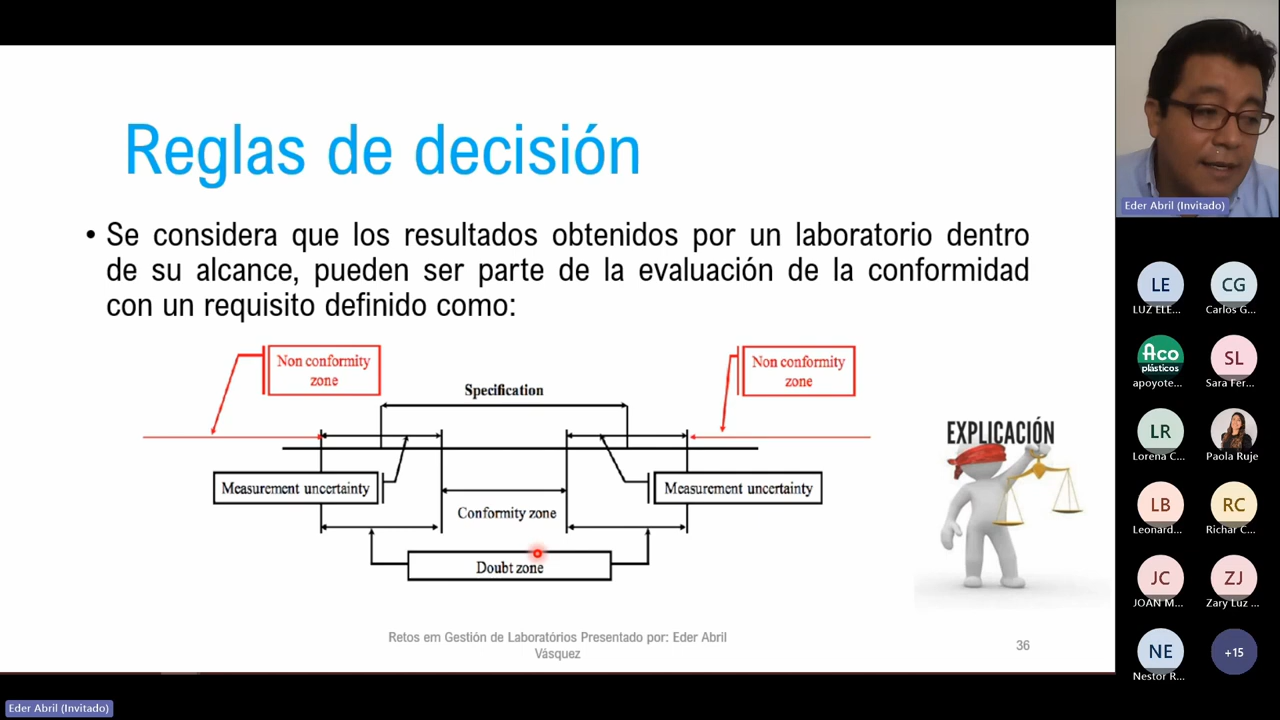 Reglas de decisión
• Se considera que los resultados obtenidos por un laboratorio dentro
de su alcance, pueden ser parte de la evaluación de la conformidad
con un requisito definido como:
Non conformity
zone
Specification
Non conformity
zone
Measurement uncertainty
Measurement uncertainty
Conformity zone
Doubt zone
EXPLICACIÓN
Retos em Gestión de Laboratórios Presentado por: Eder Abril
Vásquez
36
Eder Abril (Invitado)
Eder Abril (Invitado)
LE
LUZ ELE...
CG
Carlos G...
Aco
plásticos
apoyote...
SL
Sara Fer...
LR
Lorena C...
Paola Ruje
LB
Leonard...
RC
Richar C...
JC
JOAN M...
ZJ
Zary Luz ...
NE
Nestor R...
+15